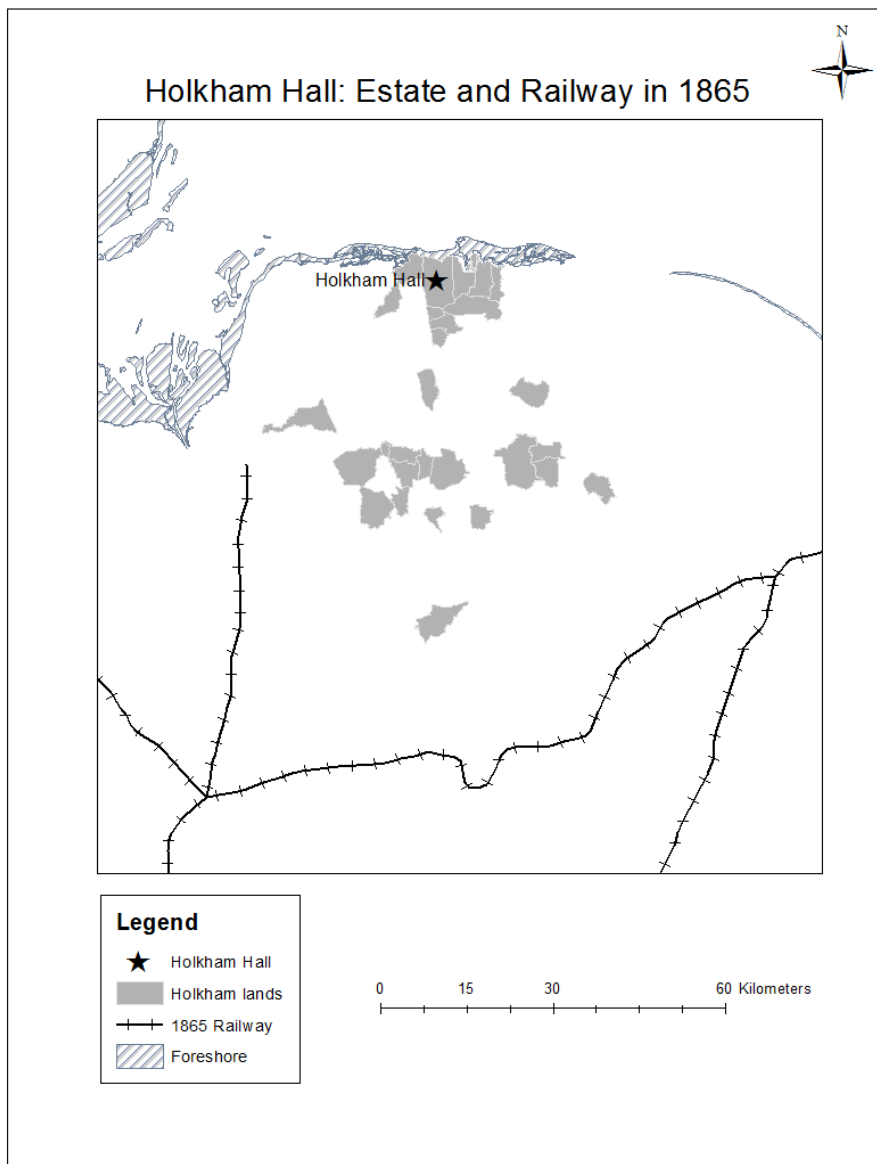 N
Holkham Hall: Estate and Railway in 1865
Holkham Hall
Legend
Holkham Hall
Holkham lands
1865 Railway
Foreshore
0 15 30 60 Kilometers